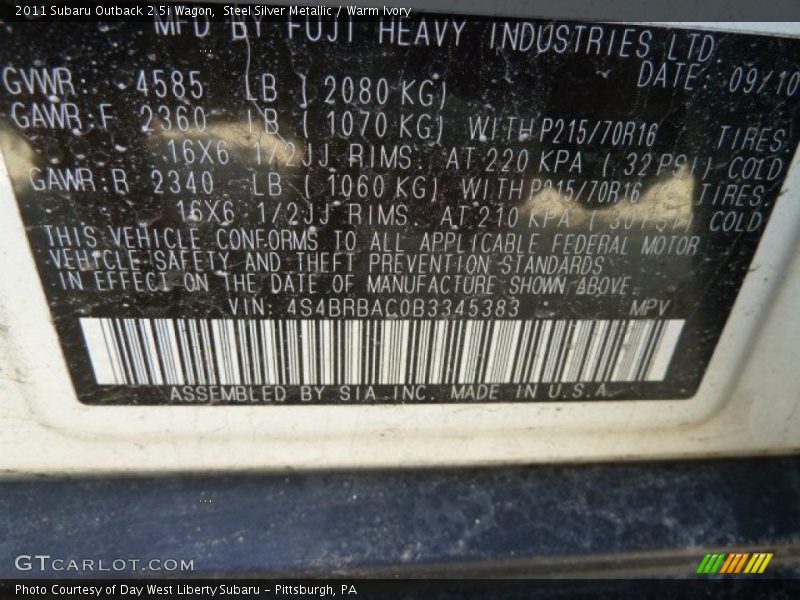 2011 Subaru Outback 2.5i Wagon, Steel Silver Metallic / Warm Ivory
MFD BY FUJI HEAVY INDUSTRIES LTD.
DATE: 09/10
GVWR: 4585 LB ( 2080 KG)
GAWR:F 2360 LB ( 1070 KG) WITH P215/70R16 TIRES
16X6 1/2JJ RIMS AT 220 KPA ( 32 PSI) COLD
GAWR:R 2340 LB ( 1060 KG) WITH P215/70R16 TIRES
16X6 1/2JJ RIMS AT 210 KPA ( 30 PSI) COLD
THIS VEHICLE CONFORMS TO ALL APPLICABLE FEDERAL MOTOR
VEHICLE SAFETY AND THEFT PREVENTION STANDARDS
IN EFFECT ON THE DATE OF MANUFACTURE SHOWN ABOVE.
VIN: 4S4BRBAC0B3345383 MPV
ASSEMBLED BY SIA INC. MADE IN U.S.A.
GTCARLOT.COM
Photo Courtesy of Day West Liberty Subaru - Pittsburgh, PA